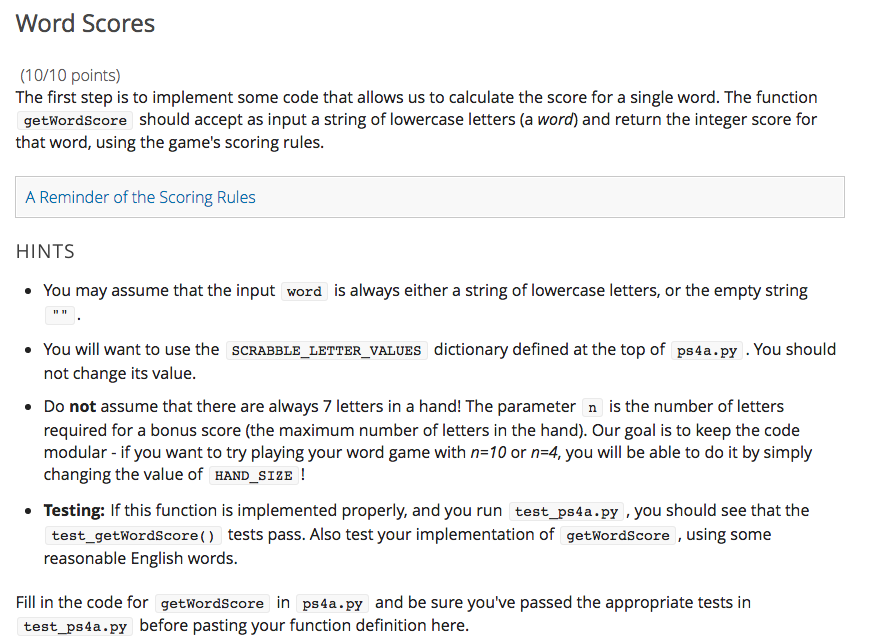 Word Scores
(10/10 points)
The first step is to implement some code that allows us to calculate the score for a single word. The function
getWordScore should accept as input a string of lowercase letters (a word) and return the integer score for
that word, using the game's scoring rules.
A Reminder of the Scoring Rules
HINTS
• You may assume that the input word is always either a string of lowercase letters, or the empty string
"" .
• You will want to use the SCRABBLE_LETTER_VALUES dictionary defined at the top of ps4a.py . You should
not change its value.
• Do not assume that there are always 7 letters in a hand! The parameter n is the number of letters
required for a bonus score (the maximum number of letters in the hand). Our goal is to keep the code
modular - if you want to try playing your word game with n=10 or n=4, you will be able to do it by simply
changing the value of HAND_SIZE !
• Testing: If this function is implemented properly, and you run test_ps4a.py , you should see that the
test_getWordScore() tests pass. Also test your implementation of getWordScore , using some
reasonable English words.
Fill in the code for getWordScore in ps4a.py and be sure you've passed the appropriate tests in
test_ps4a.py before pasting your function definition here.